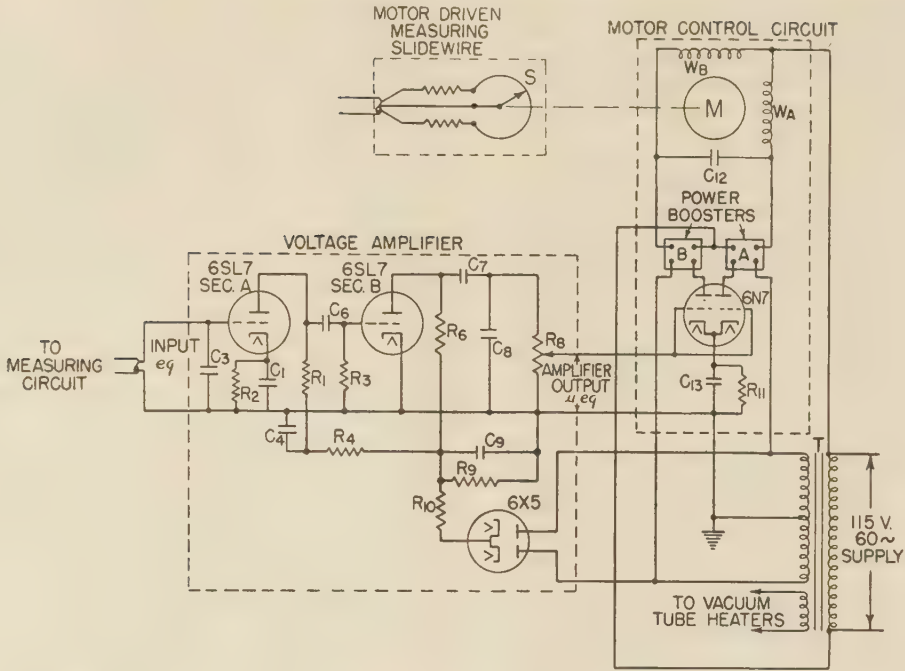 MOTOR DRIVEN
MEASURING
SLIDEWIRE
S
MOTOR CONTROL CIRCUIT
WB
M
WA
C12
POWER
BOOSTERS
B
A
6N7
C13
R11
VOLTAGE AMPLIFIER
6SL7
SEC. A
6SL7
SEC. B
C7
C6
R6
C8
R8
TO
MEASURING
CIRCUIT
INPUT
eq
C3
R2
C1
R1
R3
AMPLIFIER
OUTPUT
μ eq
C4
R4
C9
R9
R10
6X5
T
115 V.
60~
SUPPLY
TO VACUUM
TUBE HEATERS